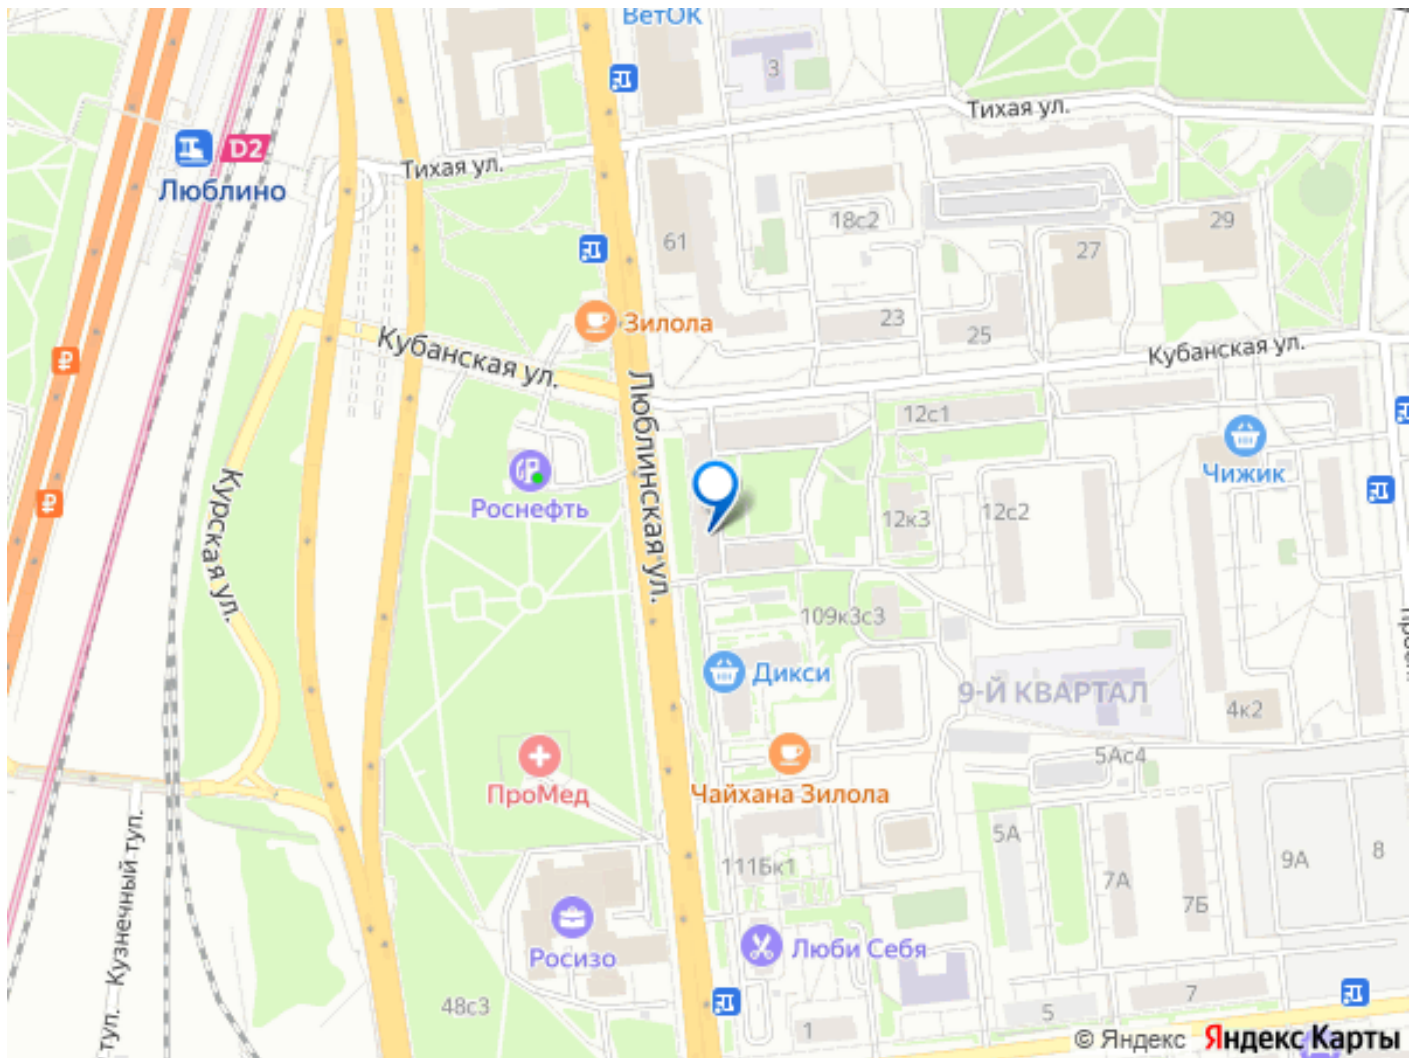 ВетОК
3
Тихая ул.
D2
Люблино
Тихая ул.
18с2
29
61
27
Зилола
23
25
Кубанская ул.
Кубанская ул.
Люблинская ул.
12с1
Чижик
Роснефть
Курская ул.
12к3
12с2
109к3с3
Дикси
9-Й КВАРТАЛ
4к2
5Ас4
ПроМед
Чайхана Зилола
5А
111Бк1
7А
9А
8
7Б
Кузнечный туп.
туп.
Росизо
Люби Себя
48с3
7
5
1
© Яндекс Яндекс Карты